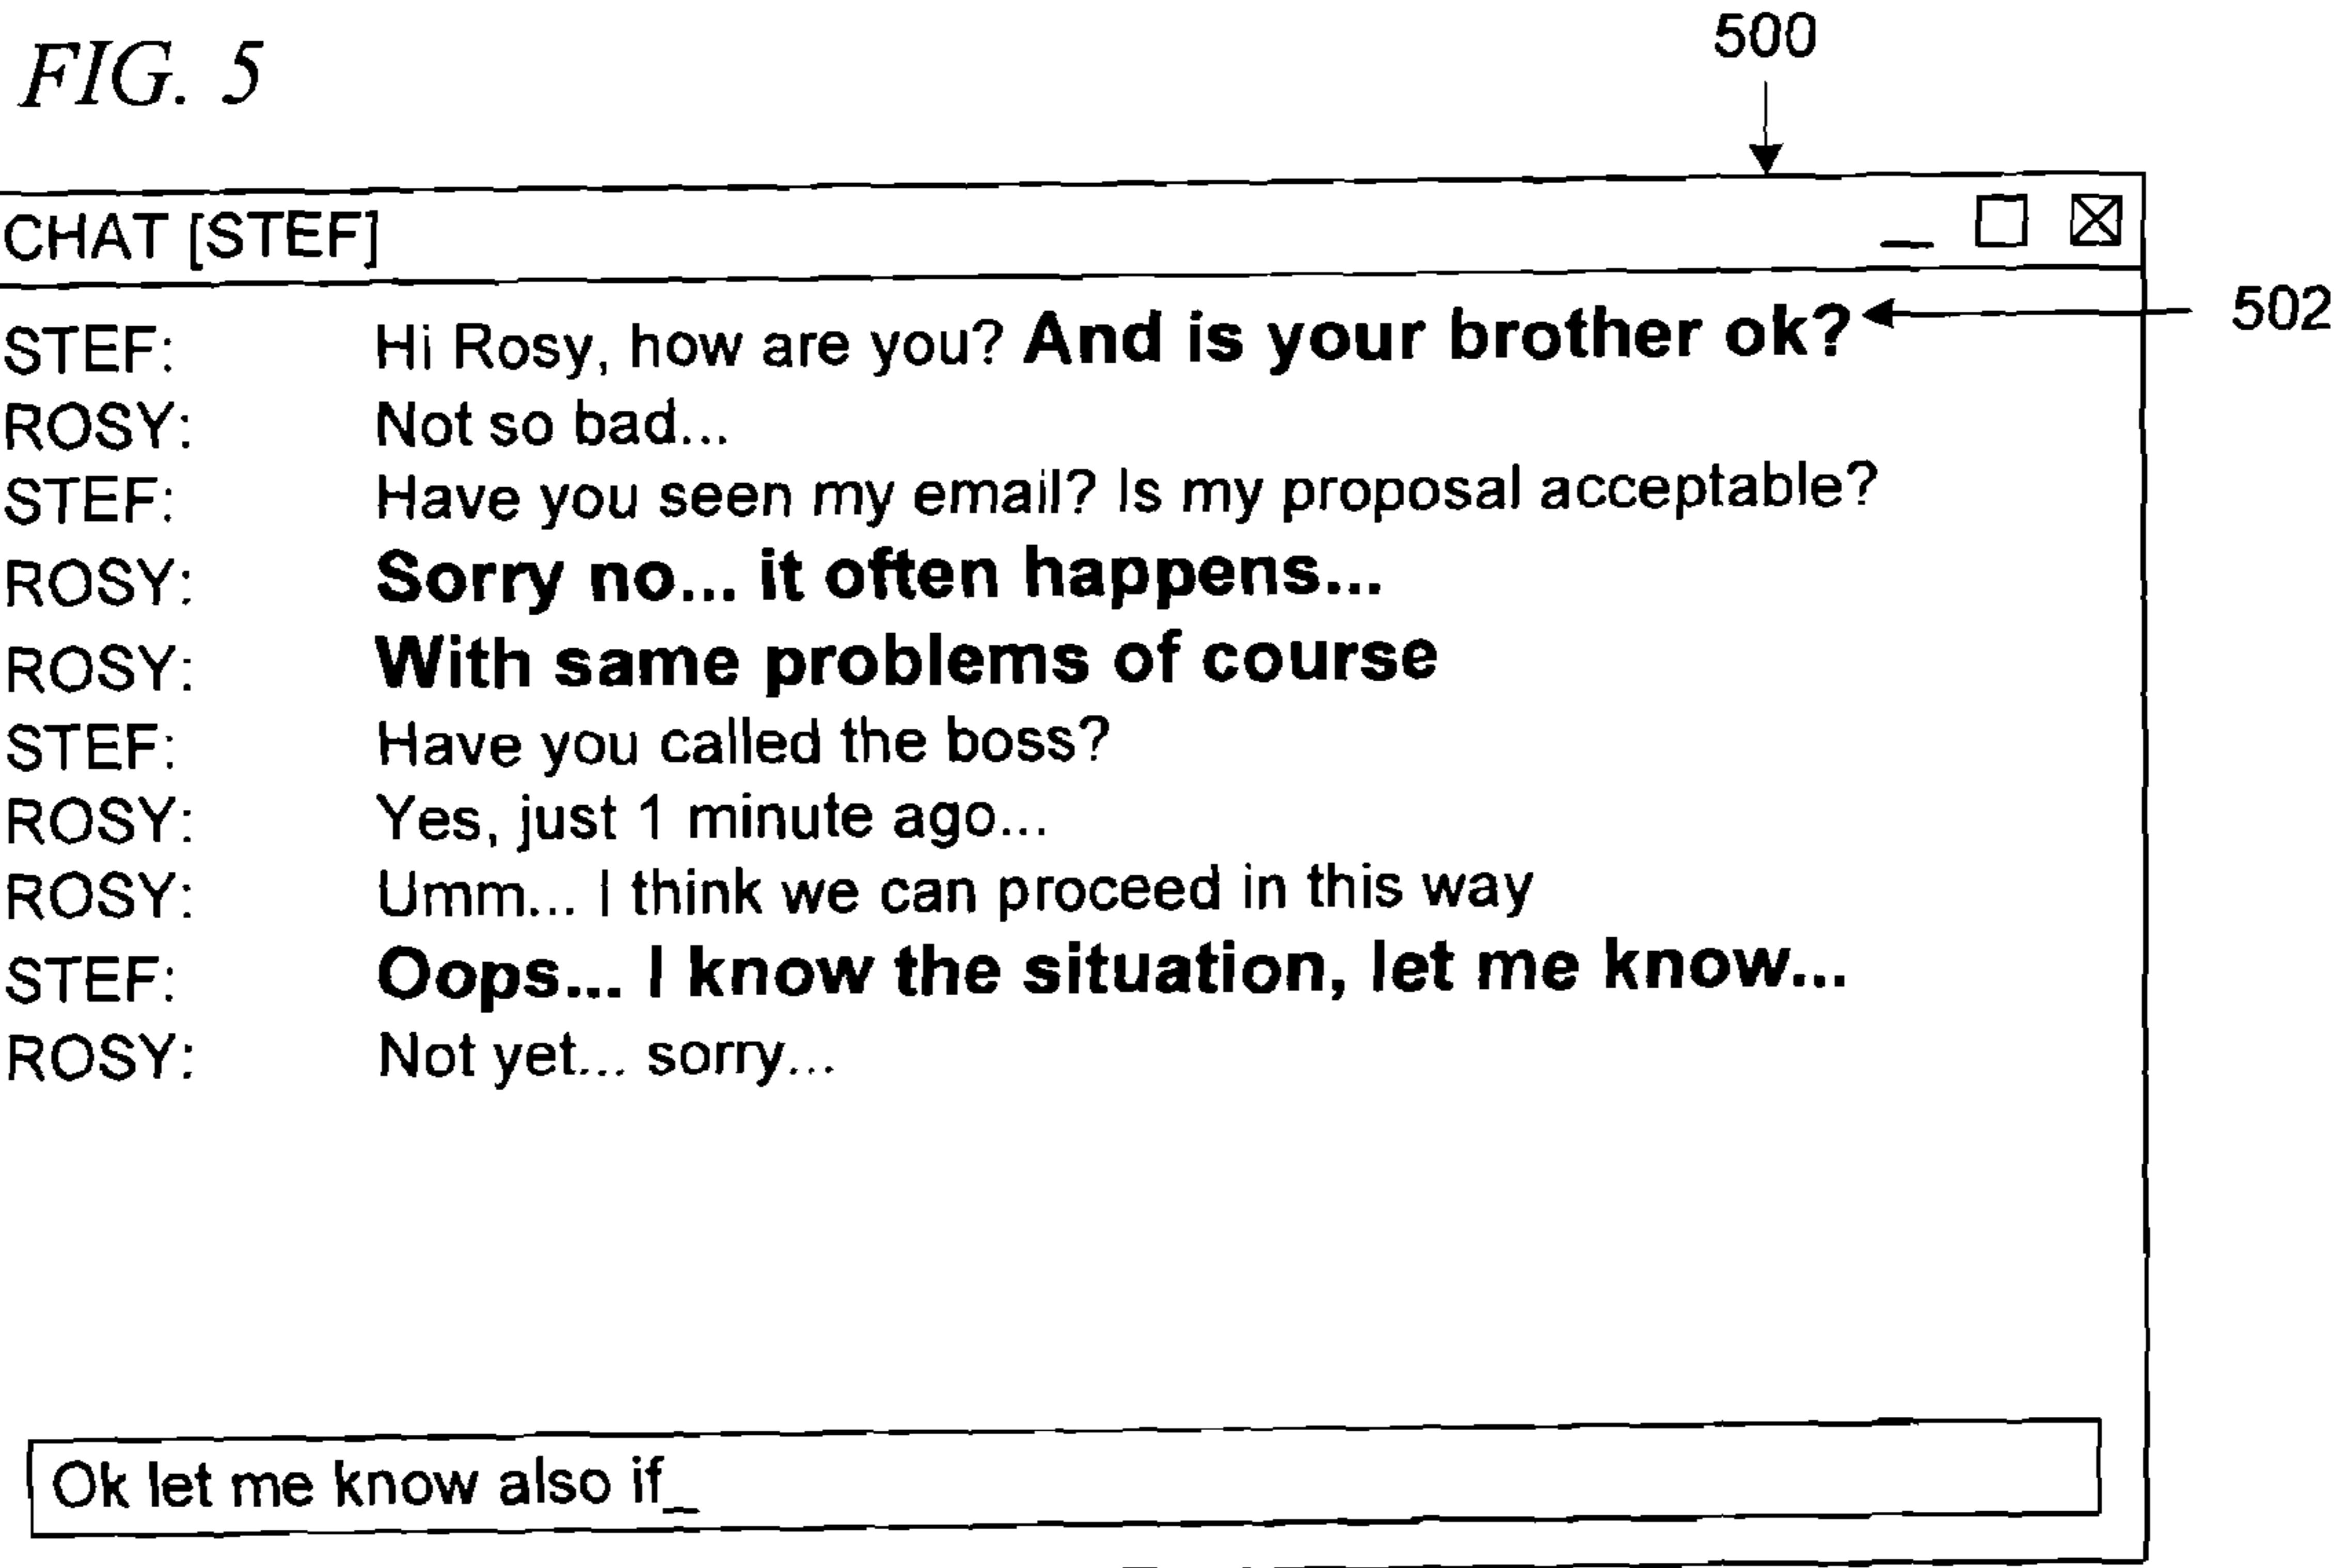 FIG. 5
500
CHAT [STEF]
502
STEF: Hi Rosy, how are you? And is your brother ok?
ROSY: Not so bad...
STEF: Have you seen my email? Is my proposal acceptable?
ROSY: Sorry no... it often happens...
ROSY: With same problems of course
STEF: Have you called the boss?
ROSY: Yes, just 1 minute ago...
ROSY: Umm... I think we can proceed in this way
STEF: Oops... I know the situation, let me know...
ROSY: Not yet... sorry...
Ok let me know also if_